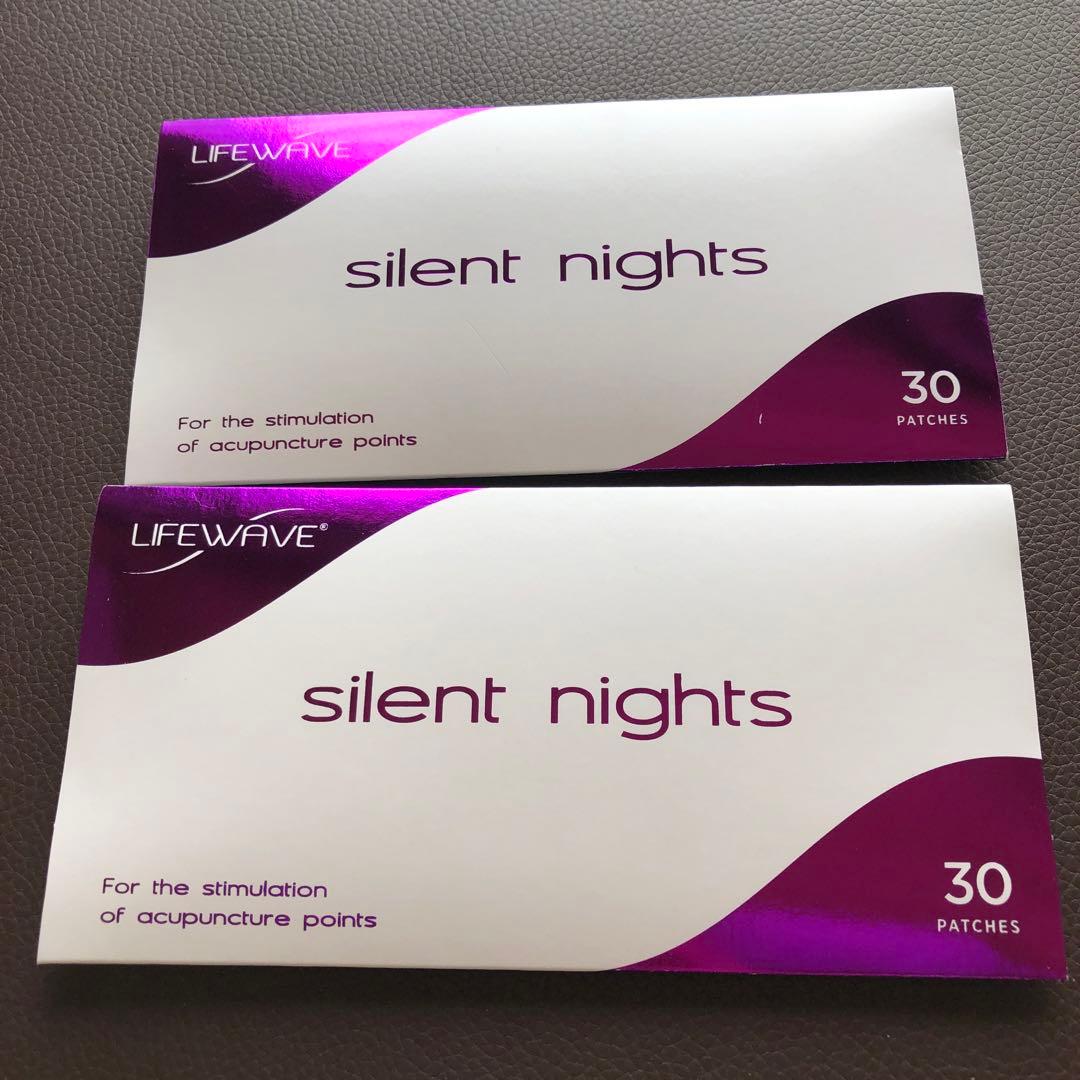 LIFEWAVE
silent nights
For the stimulation
of acupuncture points
30
PATCHES
LIFEWAVE®
silent nights
For the stimulation
of acupuncture points
30
PATCHES